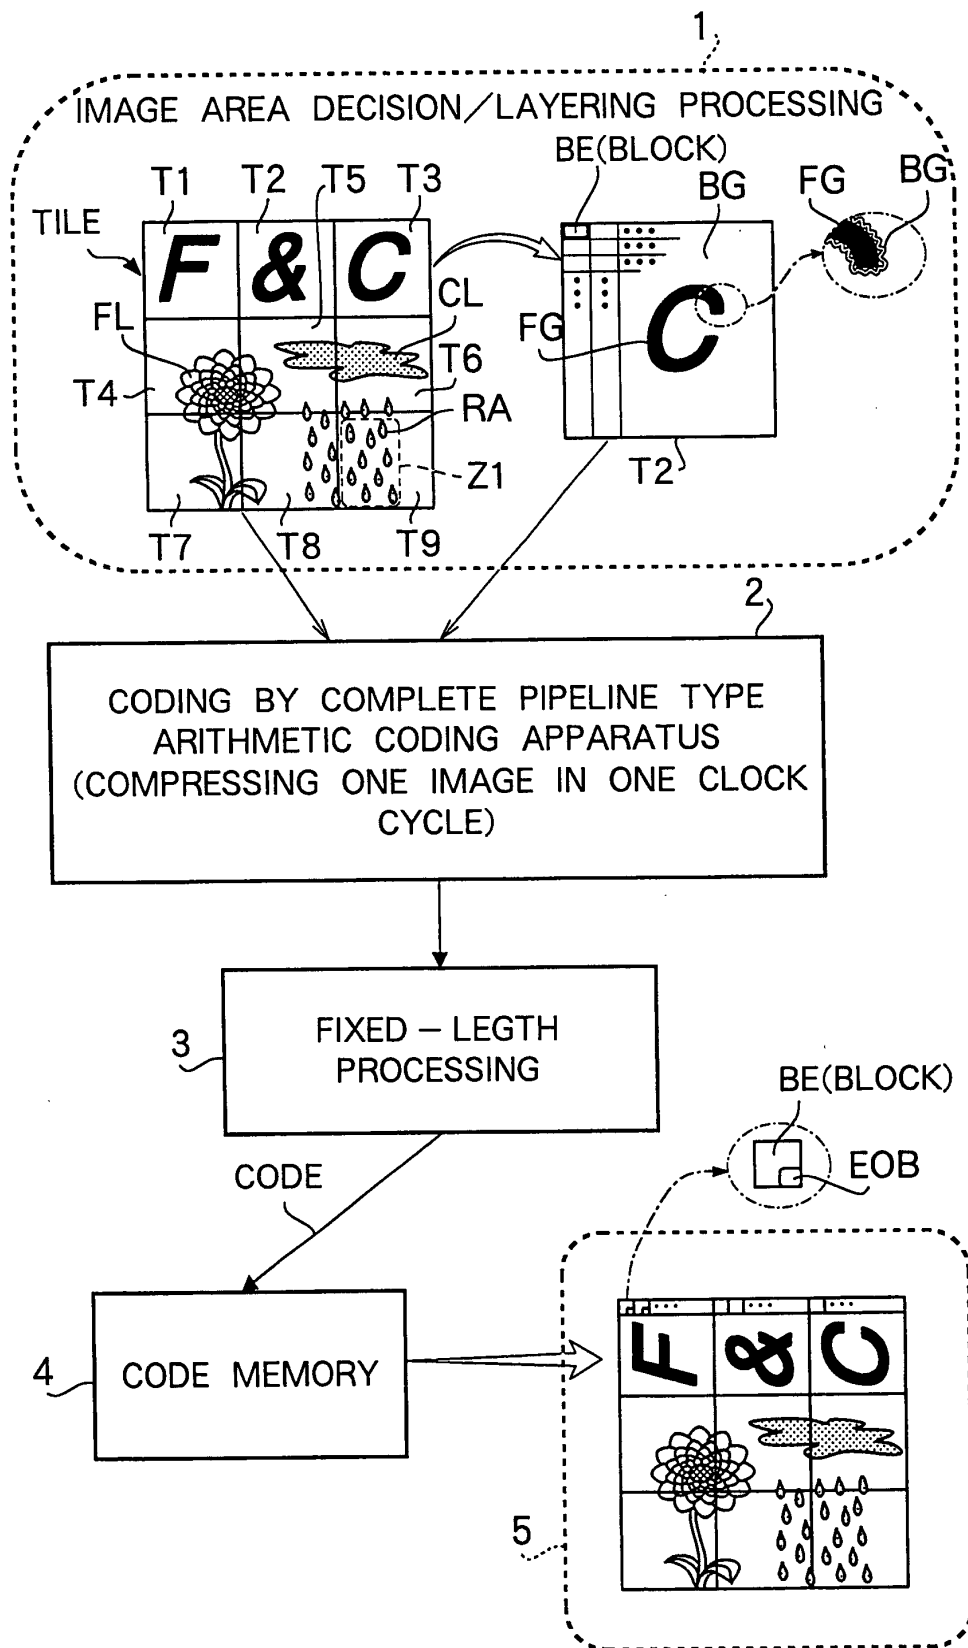 1
IMAGE AREA DECISION/LAYERING PROCESSING
BE(BLOCK)
T1 T2 T5 T3
BG
FG
BG
TILE
F & C
CL
FL
FG
C
T4
T6
RA
Z1
T2
T7 T8 T9
2
CODING BY COMPLETE PIPELINE TYPE
ARITHMETIC CODING APPARATUS
(COMPRESSING ONE IMAGE IN ONE CLOCK
CYCLE)
3
FIXED – LEGTH
PROCESSING
BE(BLOCK)
EOB
CODE
4
CODE MEMORY
F & C
5